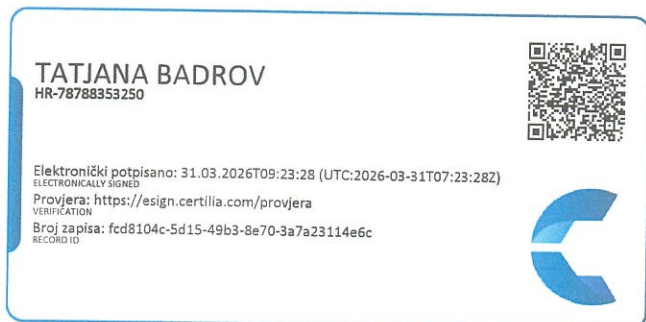 TATJANA BADROV
HR-78788353250
Elektronički potpisano: 31.03.2026T09:23:28 (UTC:2026-03-31T07:23:28Z)
ELECTRONICALLY SIGNED
Provjera: https://esign.certilia.com/provjera
VERIFICATION
Broj zapisa: fcd8104c-5d15-49b3-8e70-3a7a23114e6c
RECORD ID